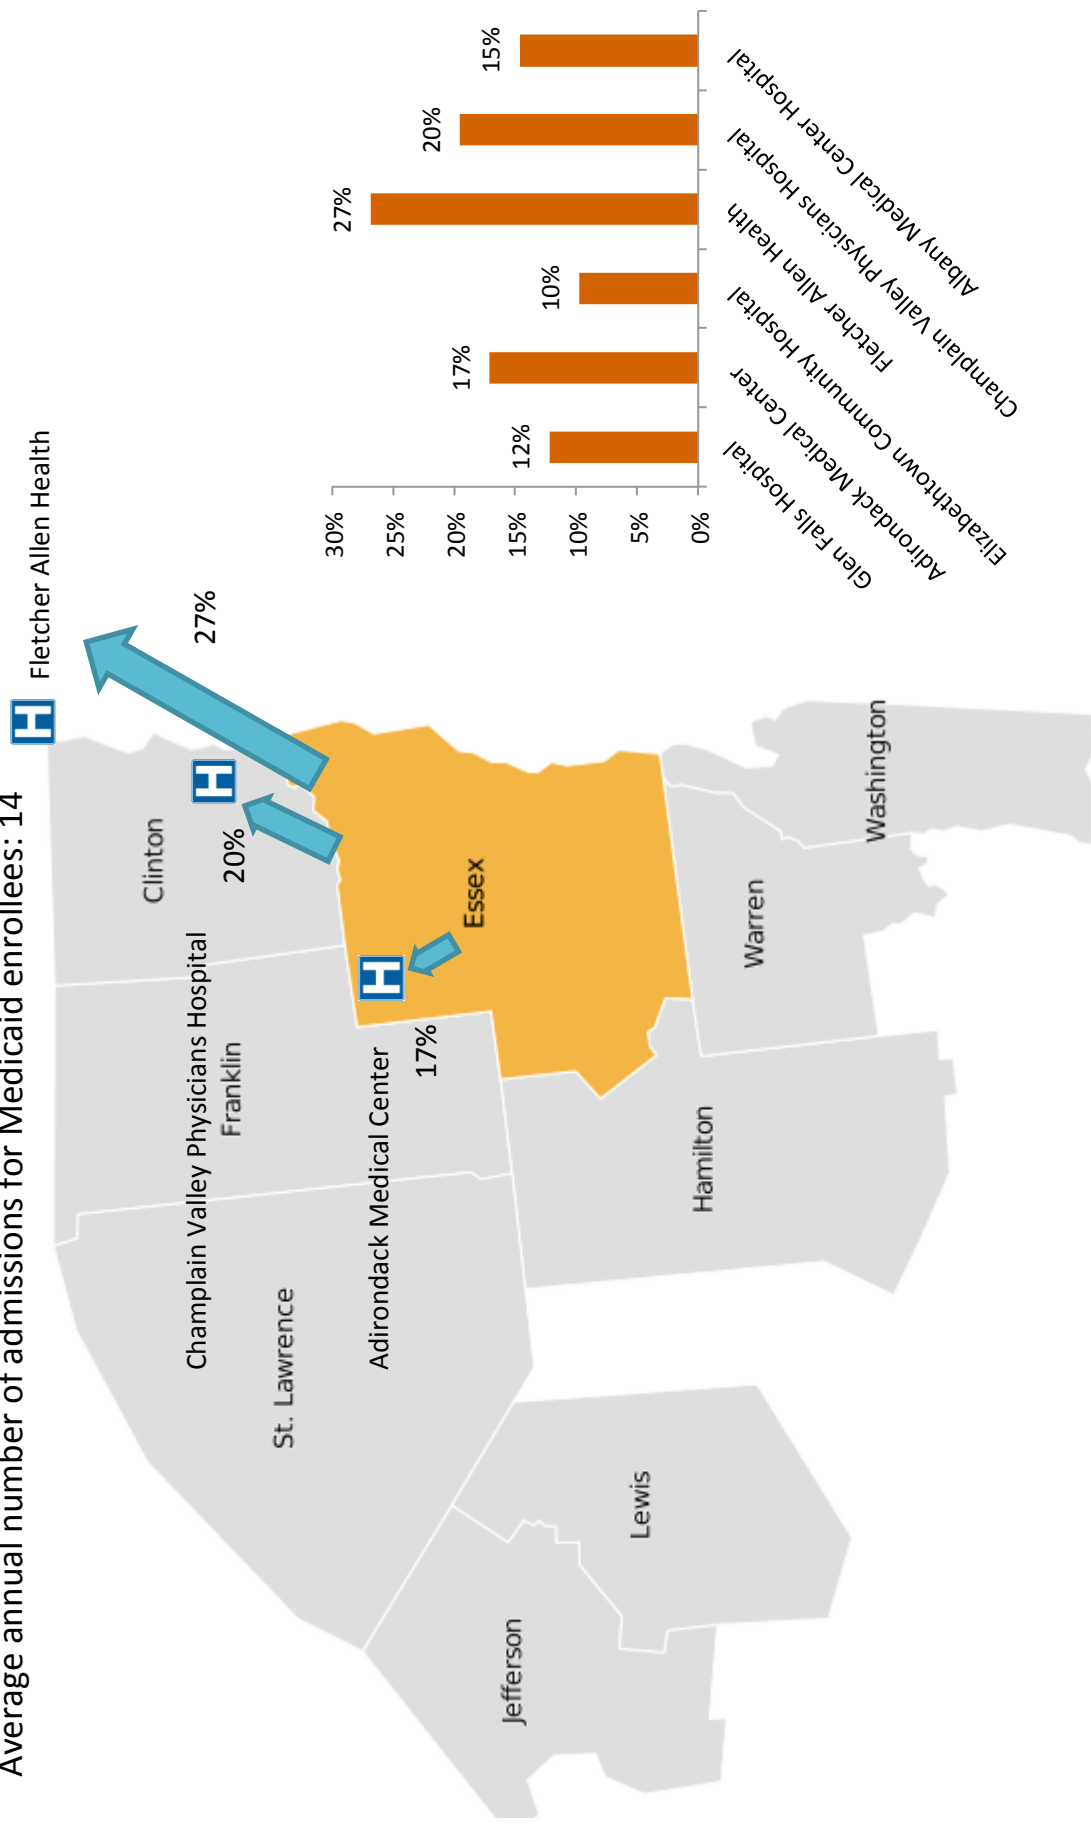 Average annual number of admissions for Medicaid enrollees: 14
H
Fletcher Allen Health
27%
Clinton
H
20%
Champlain Valley Physicians Hospital
Franklin
St. Lawrence
H
Adirondack Medical Center
17%
Essex
Jefferson
Lewis
Hamilton
Warren
Washington
30%
25%
20%
15%
10%
5%
0%
12%
17%
10%
27%
20%
15%
Glen Falls Hospital
Adirondack Medical Center
Elizabethtown Community Hospital
Fletcher Allen Health
Champlain Valley Physicians Hospital
Albany Medical Center Hospital